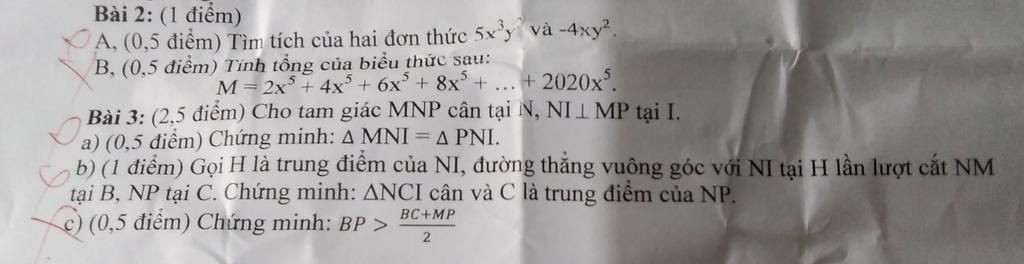 Bài 2: (1 điểm)
A, (0,5 điểm) Tìm tích của hai đơn thức 5x³y và -4xy².
B, (0,5 điểm) Tính tổng của biểu thức sau:
M = 2x⁵ + 4x⁵ + 6x⁵ + 8x⁵ + … + 2020x⁵.
Bài 3: (2,5 điểm) Cho tam giác MNP cân tại N, NI ⊥ MP tại I.
a) (0,5 điểm) Chứng minh: Δ MNI = Δ PNI.
b) (1 điểm) Gọi H là trung điểm của NI, đường thẳng vuông góc với NI tại H lần lượt cắt NM
tại B, NP tại C. Chứng minh: ΔNCI cân và C là trung điểm của NP.
c) (0,5 điểm) Chứng minh: BP > (BC+MP)/2